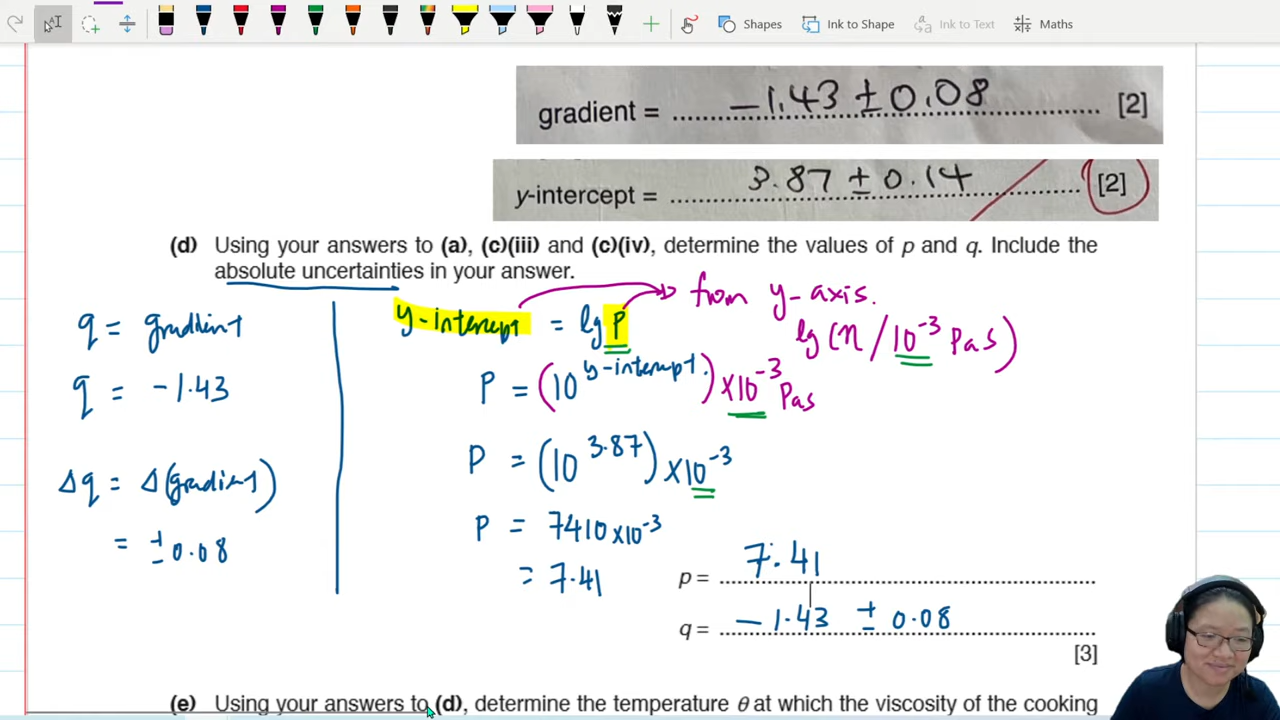 Shapes Ink to Shape Ink to Text Maths
gradient = −1.43 ± 0.08 [2]
y-intercept = 3.87 ± 0.14 [2]
(d) Using your answers to (a), (c)(iii) and (c)(iv), determine the values of p and q. Include the
absolute uncertainties in your answer.
from y-axis.
lg (η / 10⁻³ Pas)
q = gradient
q = −1.43
Δq = Δ(gradient)
= ±0.08
y-intercept = lg P
P = (10^y-intercept.) ×10⁻³ Pas
P = (10^3.87) ×10⁻³
P = 7410×10⁻³
= 7.41
p = 7.41
q = −1.43 ± 0.08
[3]
(e) Using your answers to (d), determine the temperature θ at which the viscosity of the cooking